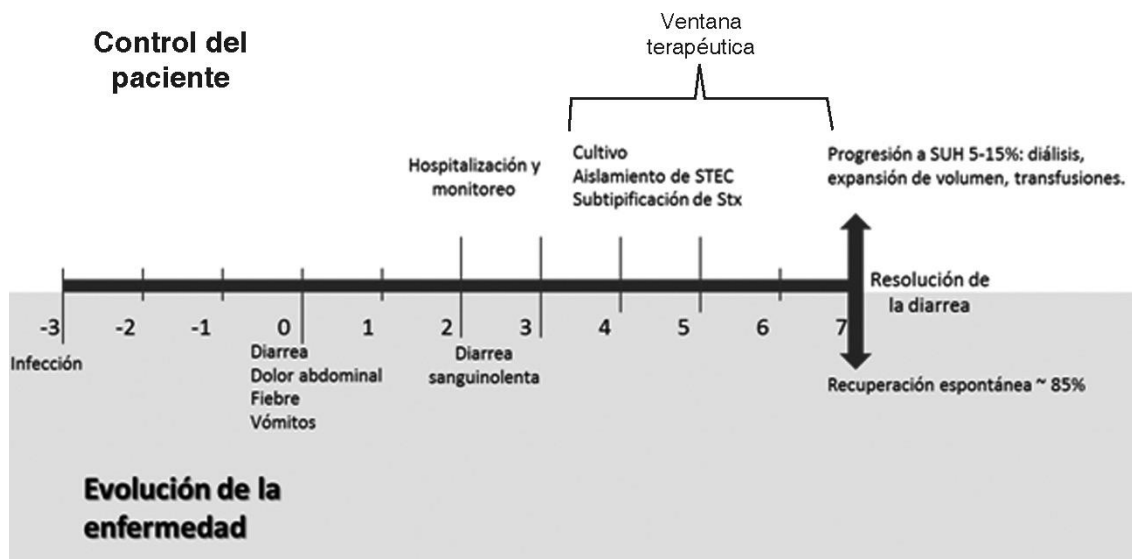 Control del
paciente
Ventana
terapéutica
Hospitalización y
monitoreo
Cultivo
Aislamiento de STEC
Subtipificación de Stx
Progresión a SUH 5-15%: diálisis,
expansión de volumen, transfusiones.
Resolución de
la diarrea
-3 -2 -1 0 1 2 3 4 5 6 7
Infección
Diarrea
Dolor abdominal
Fiebre
Vómitos
Diarrea
sanguinolenta
Recuperación espontánea ~ 85%
Evolución de la
enfermedad